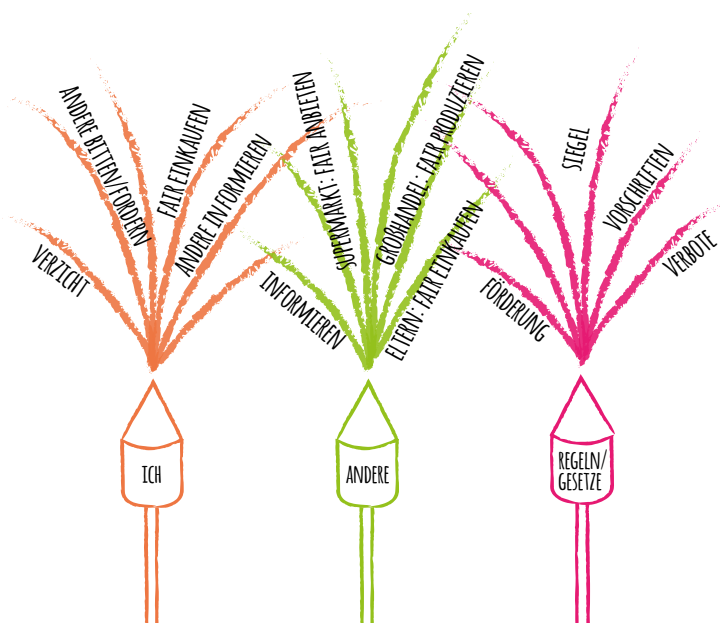 VERZICHT
ANDERE BITTEN/FORDERN
FAIR EINKAUFEN
ANDERE INFORMIEREN
INFORMIEREN
SUPERMARKT: FAIR ANBIETEN
GROßHANDEL: FAIR PRODUZIEREN
ELTERN: FAIR EINKAUFEN
FÖRDERUNG
SIEGEL
VORSCHRIFTEN
VERBOTE
ICH
ANDERE
REGELN/
GESETZE